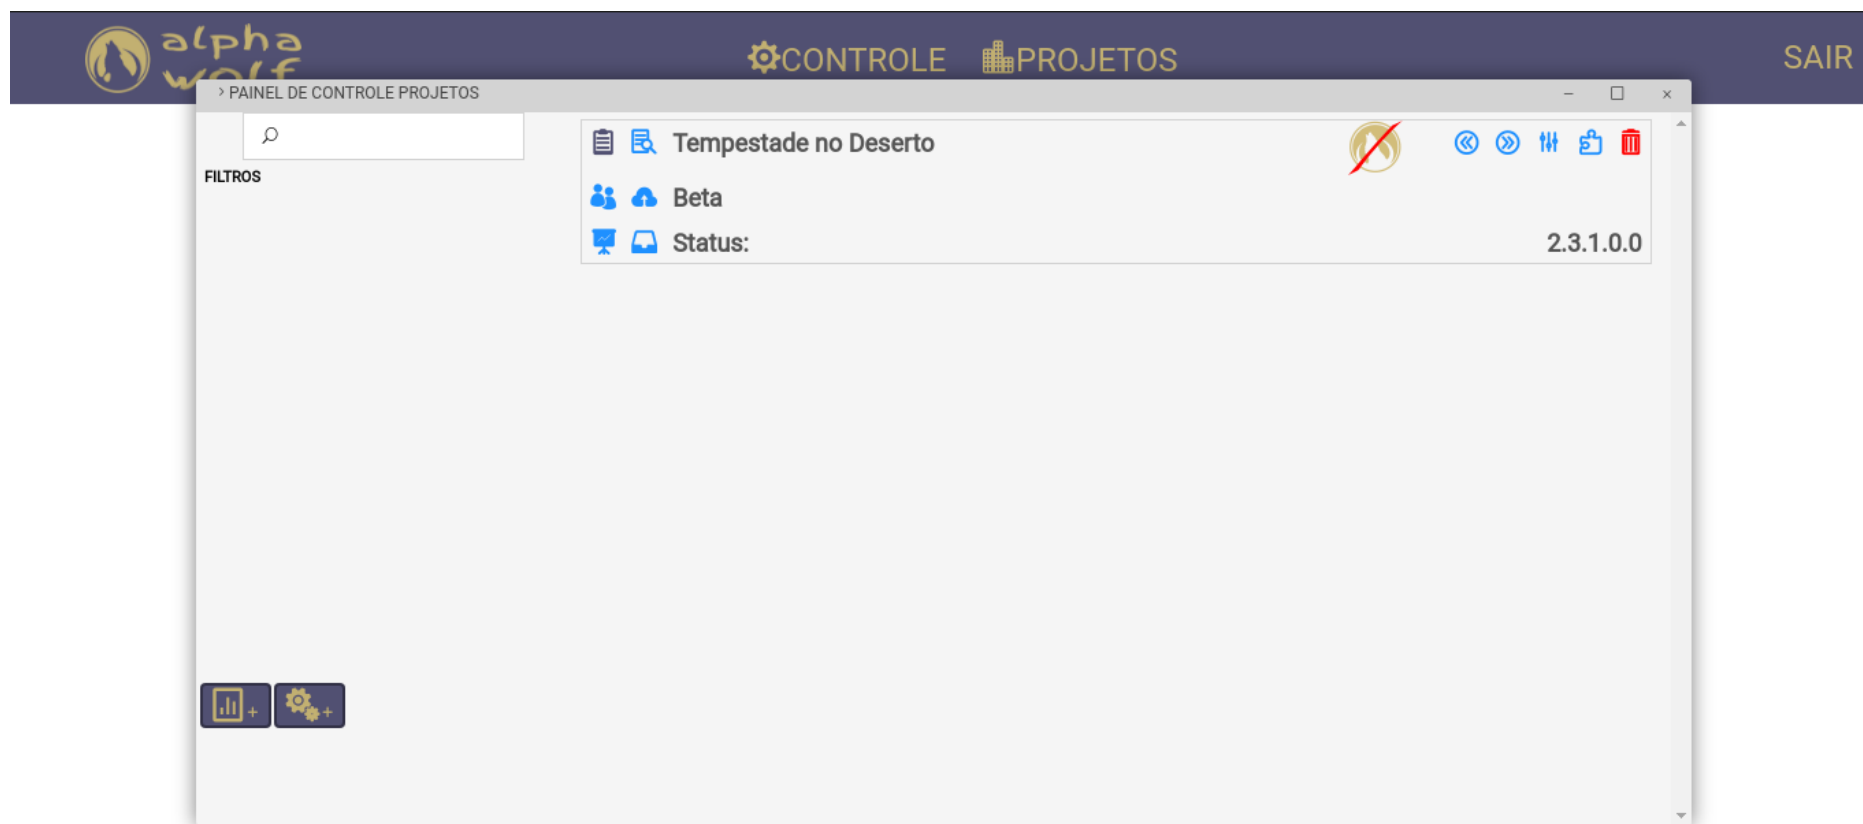 alpha
wolf
CONTROLE PROJETOS SAIR
> PAINEL DE CONTROLE PROJETOS
FILTROS
Tempestade no Deserto
Beta
Status: 2.3.1.0.0